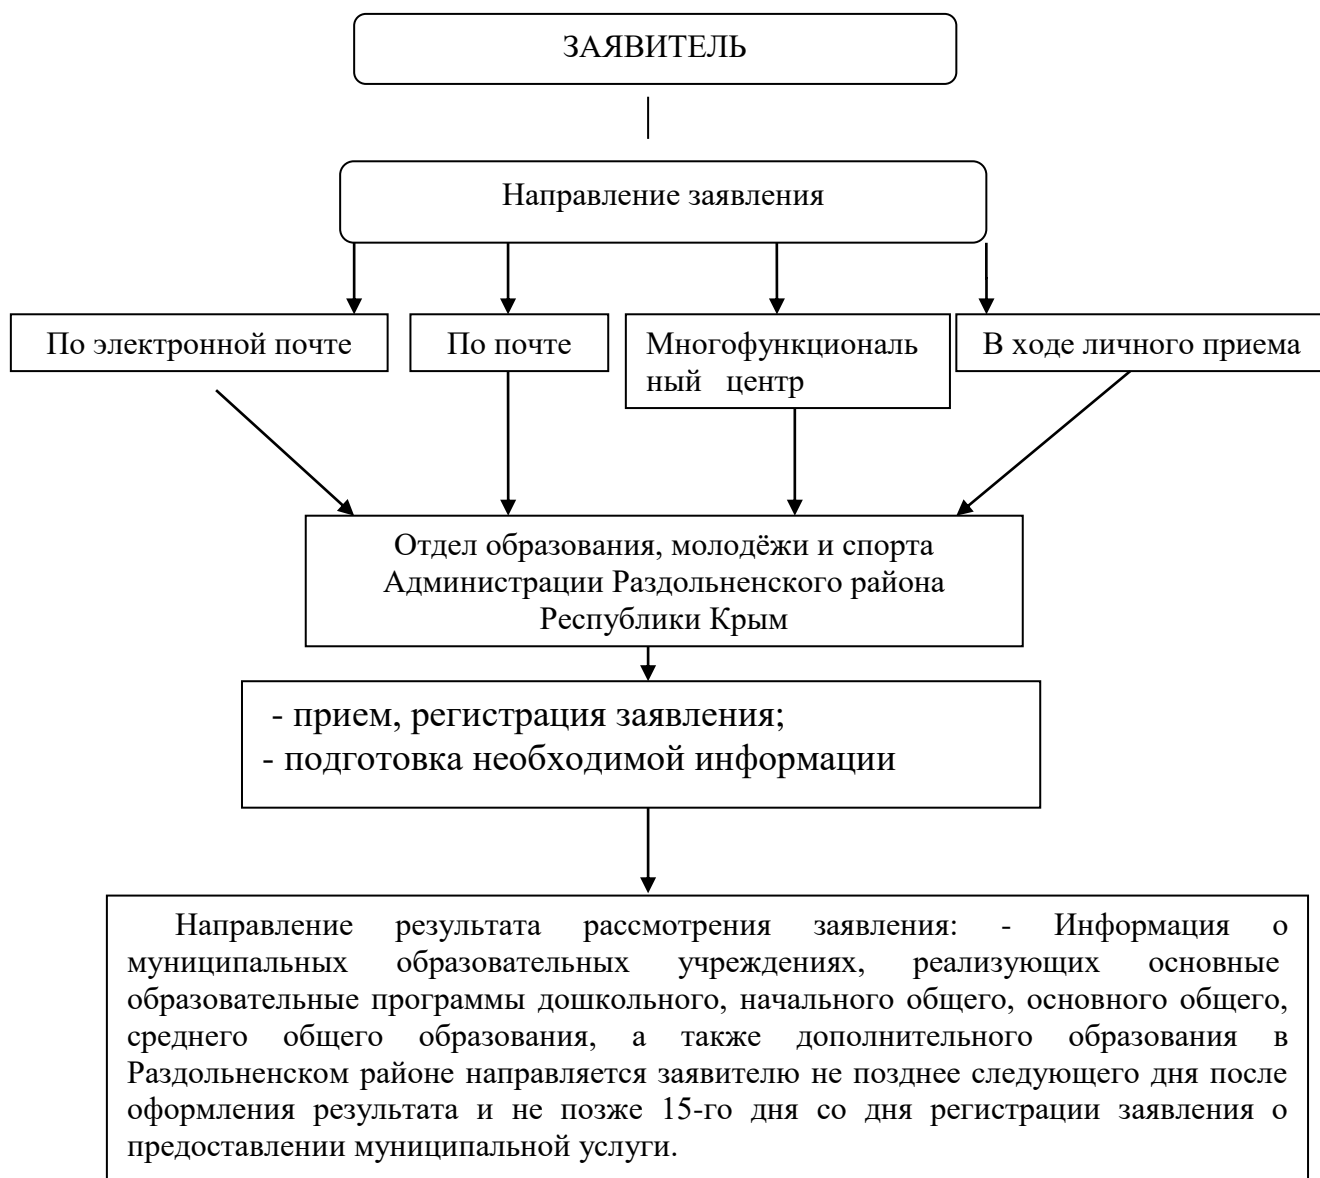 ЗАЯВИТЕЛЬ
Направление заявления
По электронной почте
По почте
Многофункциональ
ный центр
В ходе личного приема
Отдел образования, молодёжи и спорта
Администрации Раздольненского района
Республики Крым
- прием, регистрация заявления;
- подготовка необходимой информации
Направление результата рассмотрения заявления: - Информация о
муниципальных образовательных учреждениях, реализующих основные
образовательные программы дошкольного, начального общего, основного общего,
среднего общего образования, а также дополнительного образования в
Раздольненском районе направляется заявителю не позднее следующего дня после
оформления результата и не позже 15-го дня со дня регистрации заявления о
предоставлении муниципальной услуги.